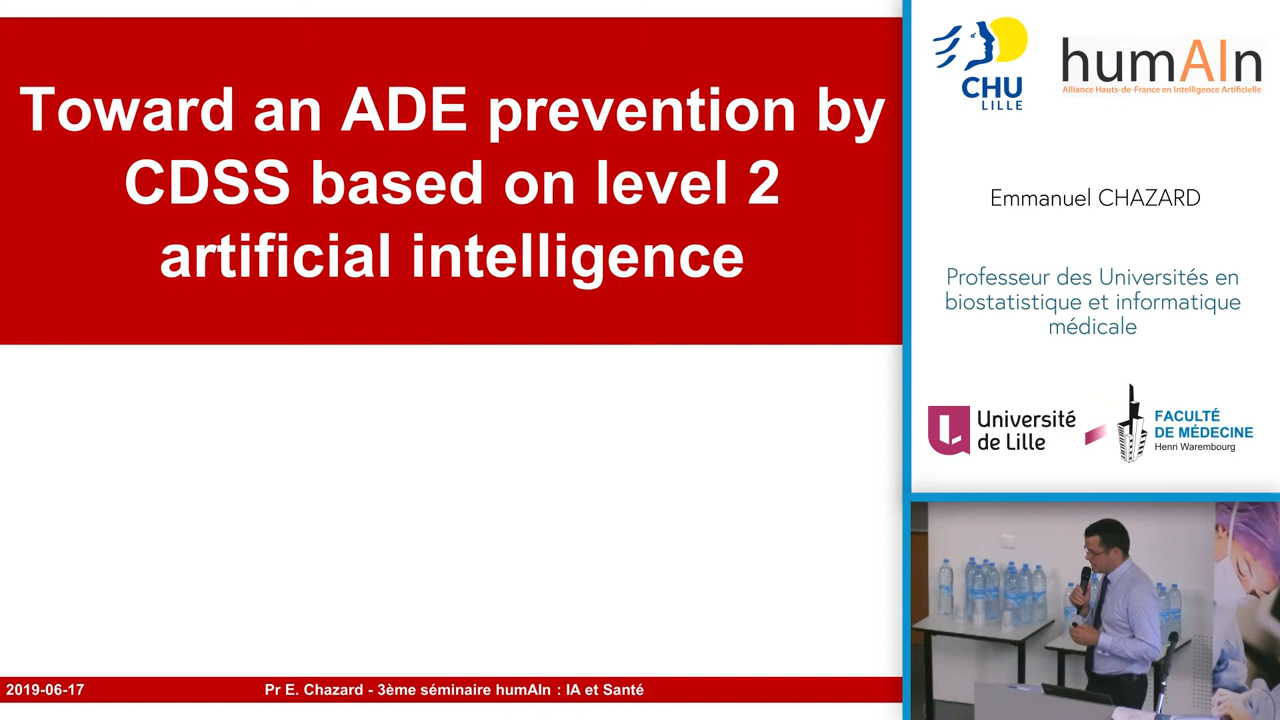 Toward an ADE prevention by
CDSS based on level 2
artificial intelligence
2019-06-17
Pr E. Chazard - 3ème séminaire humAIn : IA et Santé
CHU
LILLE
humAIn
Alliance Hauts-de-France en Intelligence Artificielle
Emmanuel CHAZARD
Professeur des Universités en
biostatistique et informatique
médicale
Université
de Lille
FACULTÉ
DE MÉDECINE
Henri Warembourg